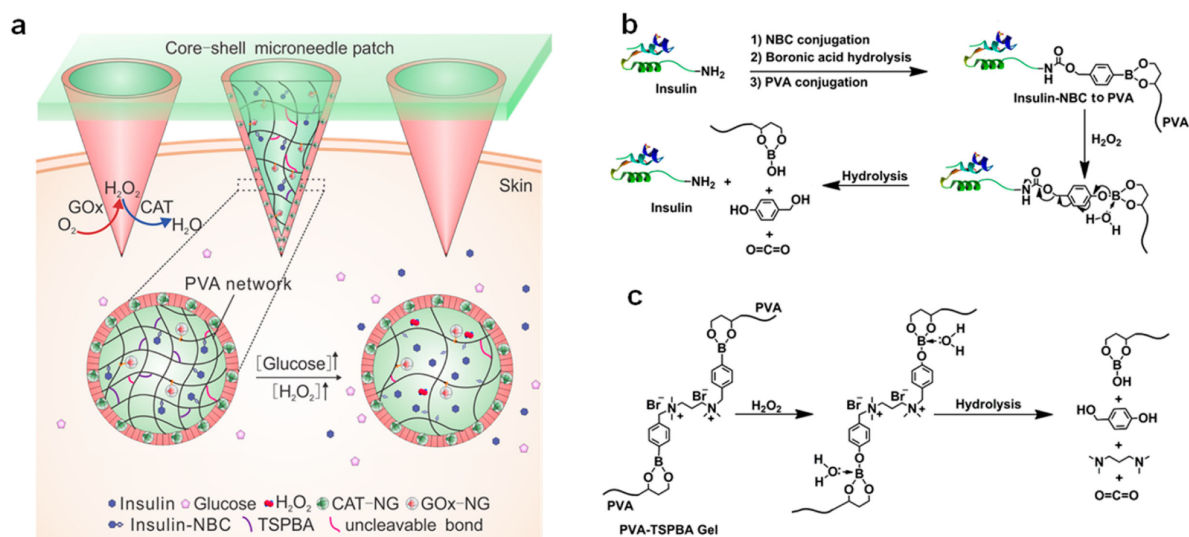 a
Core-shell microneedle patch
Skin
H2O2
GOx
CAT
O2
H2O
PVA network
[Glucose]↑
[H2O2]↑
Insulin Glucose H2O2 CAT-NG GOx-NG
Insulin-NBC TSPBA uncleavable bond
b
NH2
Insulin
1) NBC conjugation
2) Boronic acid hydrolysis
3) PVA conjugation
N
H
O
O
B
O
O
Insulin-NBC to PVA
PVA
H2O2
N
H
O
O
O
B
O
O
H
O
H
Hydrolysis
NH2
Insulin
+
O
O
B
OH
+
HO
OH
+
O=C=O
c
PVA
O
O
B
Br−
N
+
Br−
N
+
B
O
O
PVA
PVA-TSPBA Gel
H2O2
O
O
B
O
H
H
O
Br−
N
+
Br−
N
+
H
O
H
O
B
O
O
Hydrolysis
O
O
B
OH
+
HO
OH
+
N
N
+
O=C=O